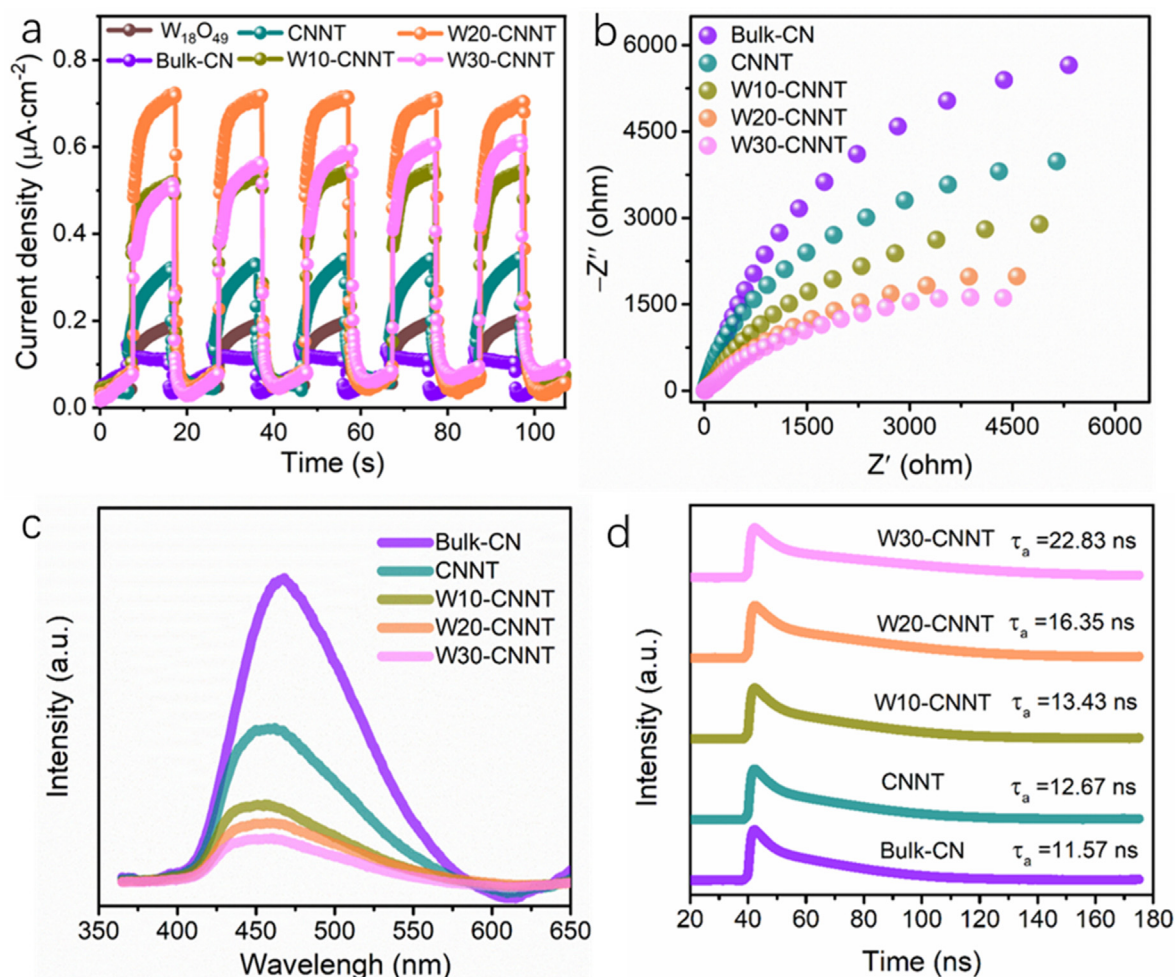 a
W₁₈O₄₉ CNNT W20-CNNT
Bulk-CN W10-CNNT W30-CNNT
Current density (μA·cm⁻²)
0.8
0.6
0.4
0.2
0.0
0 20 40 60 80 100
Time (s)
b
Bulk-CN
CNNT
W10-CNNT
W20-CNNT
W30-CNNT
−Z″ (ohm)
6000
4500
3000
1500
0
0 1500 3000 4500 6000
Z′ (ohm)
c
Bulk-CN
CNNT
W10-CNNT
W20-CNNT
W30-CNNT
Intensity (a.u.)
350 400 450 500 550 600 650
Wavelengh (nm)
d
W30-CNNT τₐ =22.83 ns
W20-CNNT τₐ =16.35 ns
W10-CNNT τₐ =13.43 ns
CNNT τₐ =12.67 ns
Bulk-CN τₐ =11.57 ns
Intensity (a.u.)
20 40 60 80 100 120 140 160 180
Time (ns)